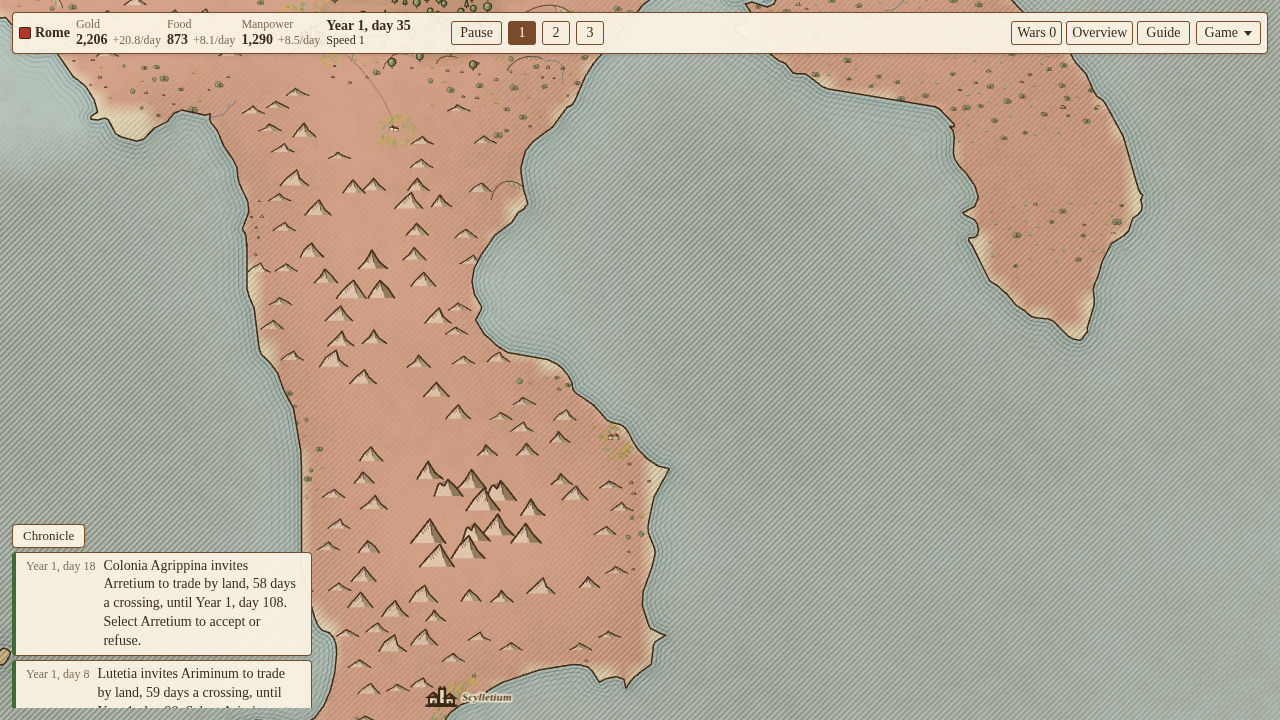 Rome
Gold
2,206 +20.8/day
Food
873 +8.1/day
Manpower
1,290 +8.5/day
Year 1, day 35
Speed 1
Pause
1
2
3
Wars 0
Overview
Guide
Game
Chronicle
Year 1, day 18 Colonia Agrippina invites
Arretium to trade by land, 58 days
a crossing, until Year 1, day 108.
Select Arretium to accept or
refuse.
Year 1, day 8 Lutetia invites Ariminum to trade
by land, 59 days a crossing, until
Scylletium